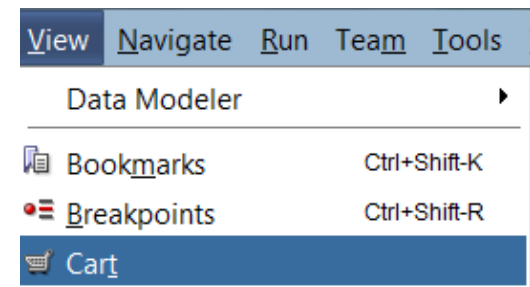 View Navigate Run Team Tools
Data Modeler
Bookmarks Ctrl+Shift-K
Breakpoints Ctrl+Shift-R
Cart